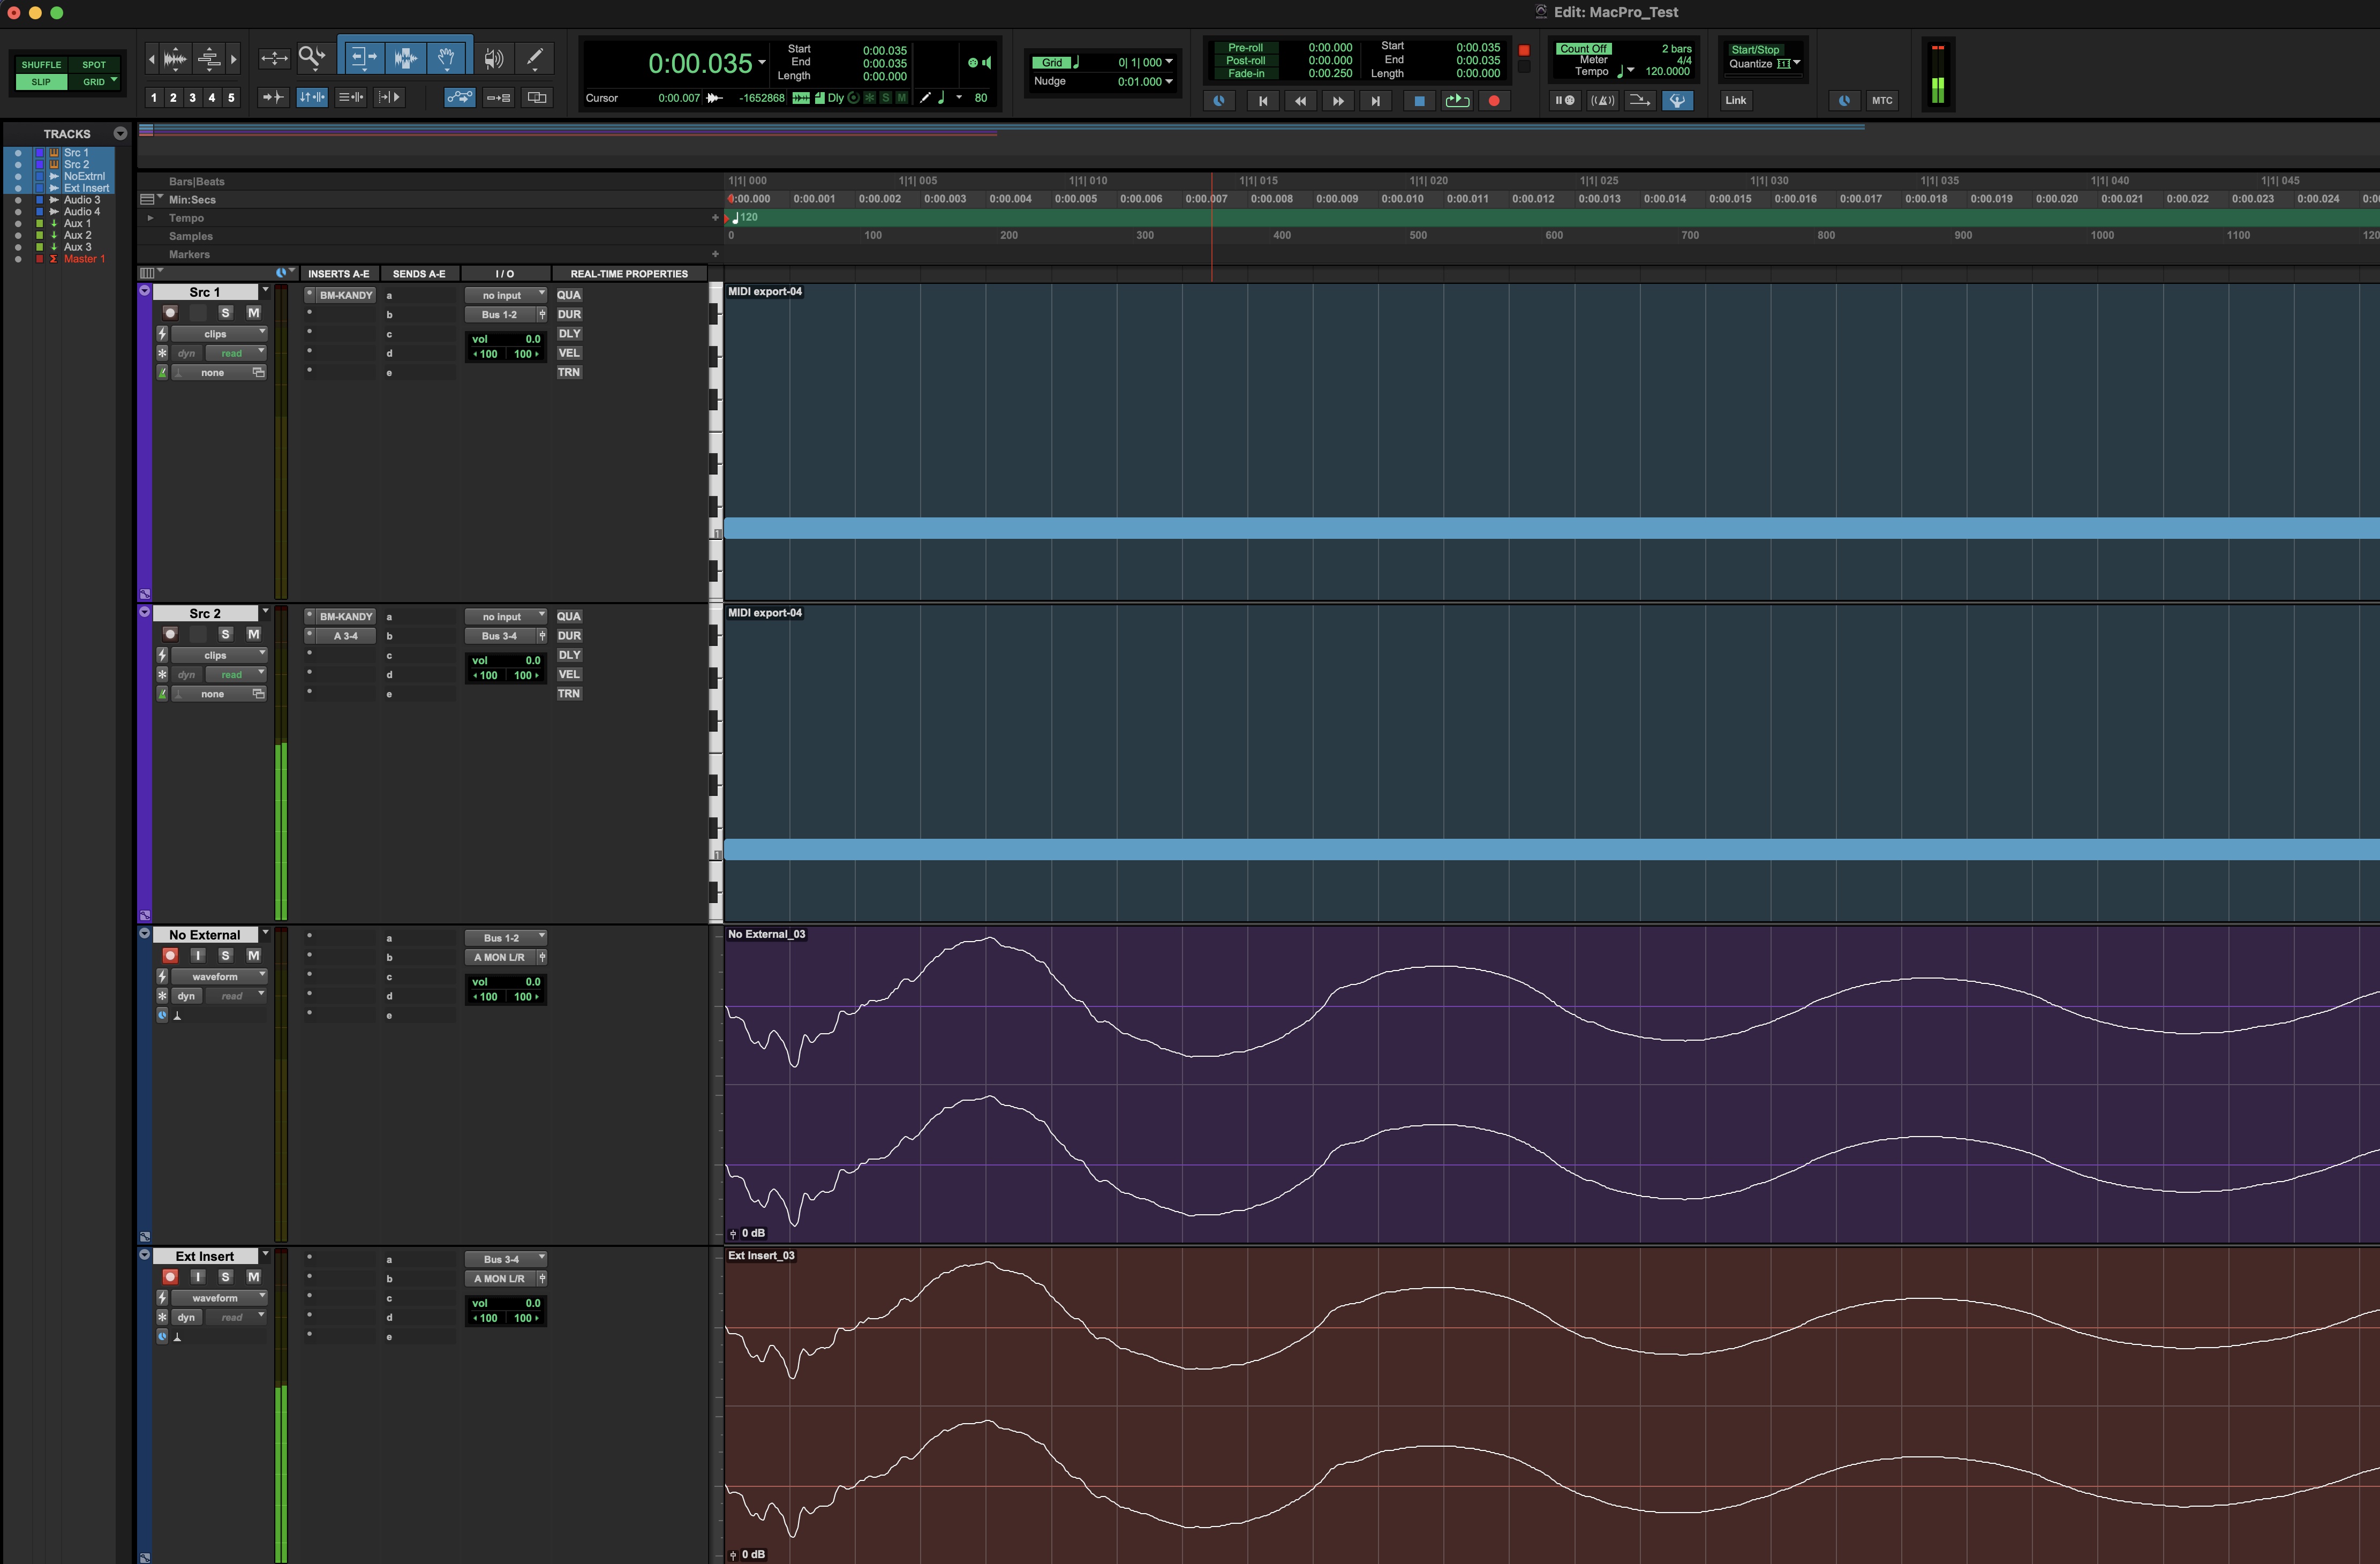 Edit: MacPro_Test
SHUFFLE SPOT
SLIP GRID
1 2 3 4 5
0:00.035
Start 0:00.035
End 0:00.035
Length 0:00.000
Cursor 0:00.007 -1652868 Dly S M 80
Grid 0| 1| 000
Nudge 0:01.000
Pre-roll 0:00.000 Start 0:00.035
Post-roll 0:00.000 End 0:00.035
Fade-in 0:00.250 Length 0:00.000
Count Off 2 bars
Meter 4/4
Tempo 120.0000
Start/Stop
Quantize
Link
MTC
TRACKS
Src 1
Src 2
NoExtrnl
Ext Insert
Audio 3
Audio 4
Aux 1
Aux 2
Aux 3
Master 1
Bars|Beats 1|1| 000 1|1| 005 1|1| 010 1|1| 015 1|1| 020 1|1| 025 1|1| 030 1|1| 035 1|1| 040 1|1| 045
Min:Secs 0:00.000 0:00.001 0:00.002 0:00.003 0:00.004 0:00.005 0:00.006 0:00.007 0:00.008 0:00.009 0:00.010 0:00.011 0:00.012 0:00.013 0:00.014 0:00.015 0:00.016 0:00.017 0:00.018 0:00.019 0:00.020 0:00.021 0:00.022 0:00.023 0:00.024 0:0
Tempo + 120
Samples 0 100 200 300 400 500 600 700 800 900 1000 1100 120
Markers +
INSERTS A-E SENDS A-E I / O REAL-TIME PROPERTIES
Src 1 BM-KANDY a no input QUA MIDI export-04
S M b Bus 1-2 DUR
clips c vol 0.0 DLY
dyn read d 100 100 VEL
none e TRN
1
Src 2 BM-KANDY a no input QUA MIDI export-04
S M A 3-4 b Bus 3-4 DUR
clips c vol 0.0 DLY
dyn read d 100 100 VEL
none e TRN
1
No External a Bus 1-2 No External_03
I S M b A MON L/R
waveform c vol 0.0
dyn read d 100 100
e
0 dB
Ext Insert a Bus 3-4 Ext Insert_03
I S M b A MON L/R
waveform c vol 0.0
dyn read d 100 100
e
0 dB